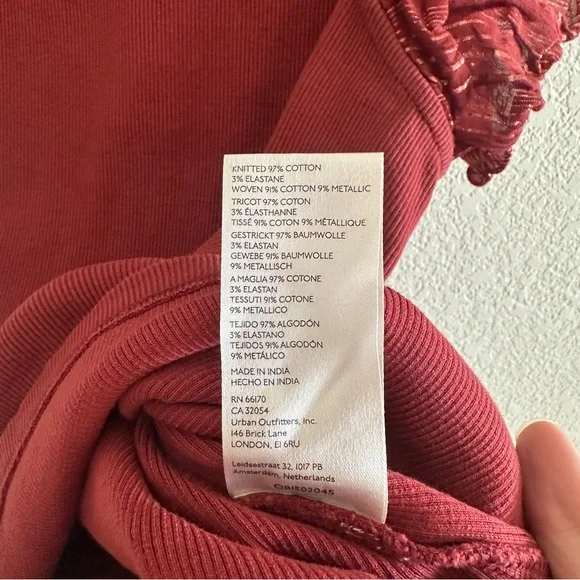 KNITTED 97% COTTON
3% ELASTANE
WOVEN 91% COTTON 9% METALLIC
TRICOT 97% COTON
3% ÉLASTHANNE
TISSÉ 91% COTON 9% MÉTALLIQUE
GESTRICKT 97% BAUMWOLLE
3% ELASTAN
GEWEBE 91% BAUMWOLLE
9% METALLISCH
A MAGLIA 97% COTONE
3% ELASTAN
TESSUTI 91% COTONE
9% METALLICO
TEJIDO 97% ALGODÓN
3% ELASTANO
TEJIDOS 91% ALGODÓN
9% METÁLICO
MADE IN INDIA
HECHO EN INDIA
RN 66170
CA 32054
Urban Outfitters, Inc.
146 Brick Lane
LONDON, E1 6RU
Leidsestraat 32, 1017 PB
Amsterdam, Netherlands